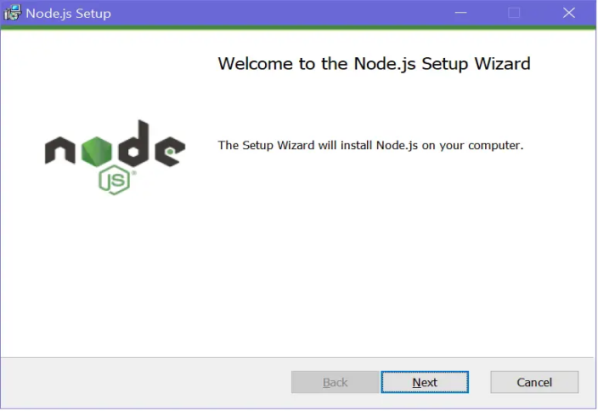 Node.js Setup
Welcome to the Node.js Setup Wizard
node
JS
The Setup Wizard will install Node.js on your computer.
Back
Next
Cancel